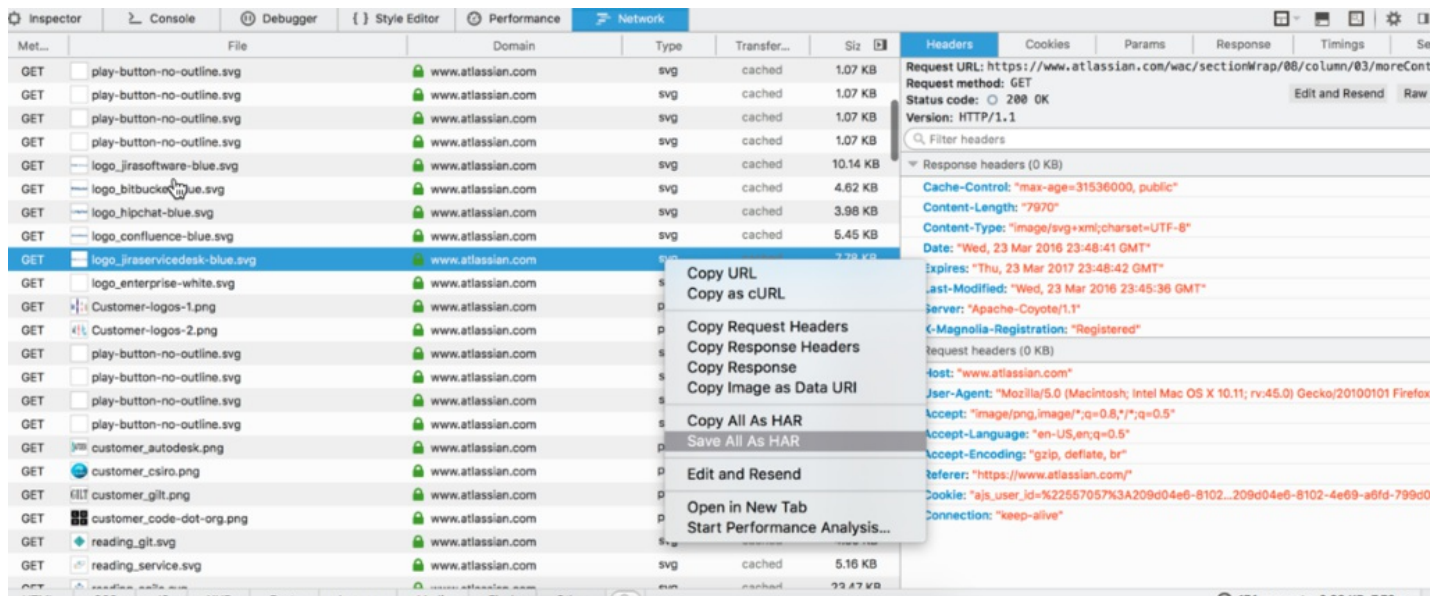 Inspector Console Debugger { } Style Editor Performance Network
Met... File Domain Type Transfer... Siz
GET play-button-no-outline.svg www.atlassian.com svg cached 1.07 KB
GET play-button-no-outline.svg www.atlassian.com svg cached 1.07 KB
GET play-button-no-outline.svg www.atlassian.com svg cached 1.07 KB
GET play-button-no-outline.svg www.atlassian.com svg cached 1.07 KB
GET logo_jirasoftware-blue.svg www.atlassian.com svg cached 10.14 KB
GET www.atlassian.com svg cached 4.62 KB
GET logo_hipchat-blue.svg www.atlassian.com svg cached 3.98 KB
GET logo_confluence-blue.svg www.atlassian.com svg cached 5.45 KB
GET logo_jiraservicedesk-blue.svg www.atlassian.com
GET logo_enterprise-white.svg www.atlassian.com
GET Customer-logos-1.png www.atlassian.com
GET Customer-logos-2.png www.atlassian.com
GET play-button-no-outline.svg www.atlassian.com
GET play-button-no-outline.svg www.atlassian.com
GET play-button-no-outline.svg www.atlassian.com
GET play-button-no-outline.svg www.atlassian.com
GET customer_autodesk.png www.atlassian.com
GET customer_csiro.png www.atlassian.com
GET GILT customer_gilt.png www.atlassian.com
GET customer_code-dot-org.png www.atlassian.com
GET reading_git.svg www.atlassian.com
GET reading_service.svg www.atlassian.com svg cached 5.16 KB
Copy URL
Copy as cURL
Copy Request Headers
Copy Response Headers
Copy Response
Copy Image as Data URI
Copy All As HAR
Save All As HAR
Edit and Resend
Open in New Tab
Start Performance Analysis...
Headers Cookies Params Response Timings Se
Request URL: https://www.atlassian.com/wac/sectionWrap/08/column/03/moreCont
Request method: GET
Status code: 200 OK Edit and Resend Raw
Version: HTTP/1.1
Filter headers
Response headers (0 KB)
Cache-Control: "max-age=31536000, public"
Content-Length: "7970"
Content-Type: "image/svg+xml;charset=UTF-8"
Date: "Wed, 23 Mar 2016 23:48:41 GMT"
Expires: "Thu, 23 Mar 2017 23:48:42 GMT"
Last-Modified: "Wed, 23 Mar 2016 23:45:36 GMT"
Server: "Apache-Coyote/1.1"
X-Magnolia-Registration: "Registered"
Request headers (0 KB)
Host: "www.atlassian.com"
User-Agent: "Mozilla/5.0 (Macintosh; Intel Mac OS X 10.11; rv:45.0) Gecko/20100101 Firefox
Accept: "image/png,image/*;q=0.8,*/*;q=0.5"
Accept-Language: "en-US,en;q=0.5"
Accept-Encoding: "gzip, deflate, br"
Referer: "https://www.atlassian.com/"
Cookie: "ajs_user_id=%22557057%3A209d04e6-8102...209d04e6-8102-4e69-a6fd-799d0
Connection: "keep-alive"